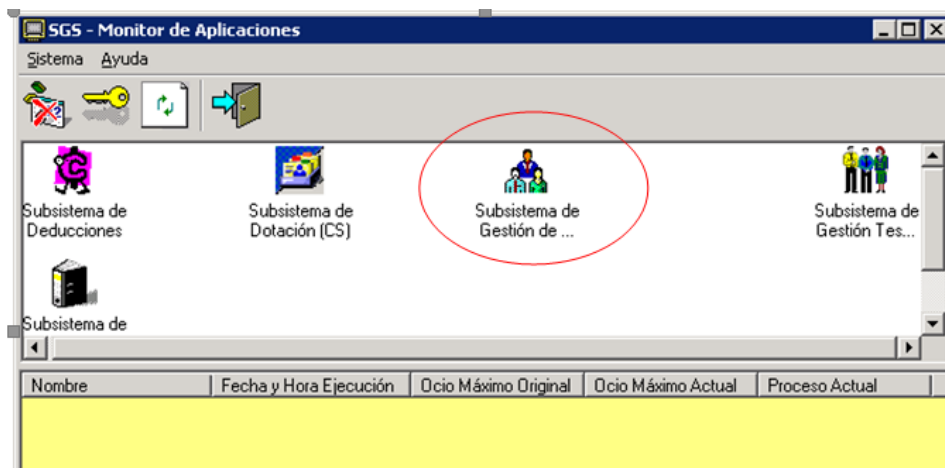 SGS - Monitor de Aplicaciones
Sistema Ayuda
Subsistema de
Deducciones
Subsistema de
Dotación (CS)
Subsistema de
Gestión de ...
Subsistema de
Gestión Tes...
Subsistema de
Nombre Fecha y Hora Ejecución Ocio Máximo Original Ocio Máximo Actual Proceso Actual